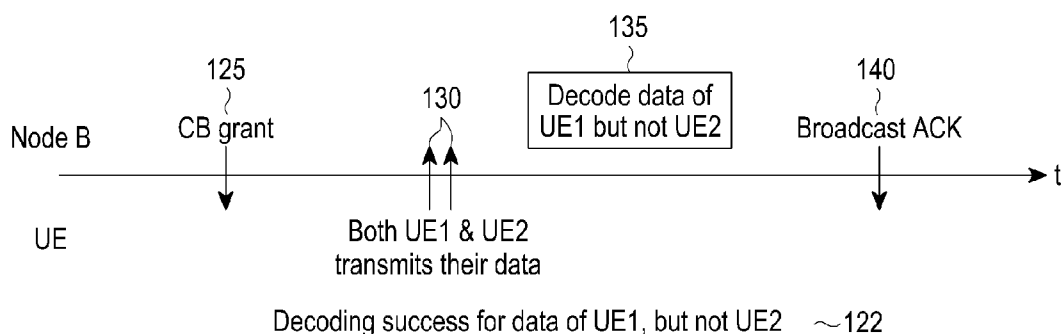 135
125
140
130
Decode data of
UE1 but not UE2
Node B
CB grant
Broadcast ACK
t
UE
Both UE1 & UE2
transmits their data
Decoding success for data of UE1, but not UE2 ~122